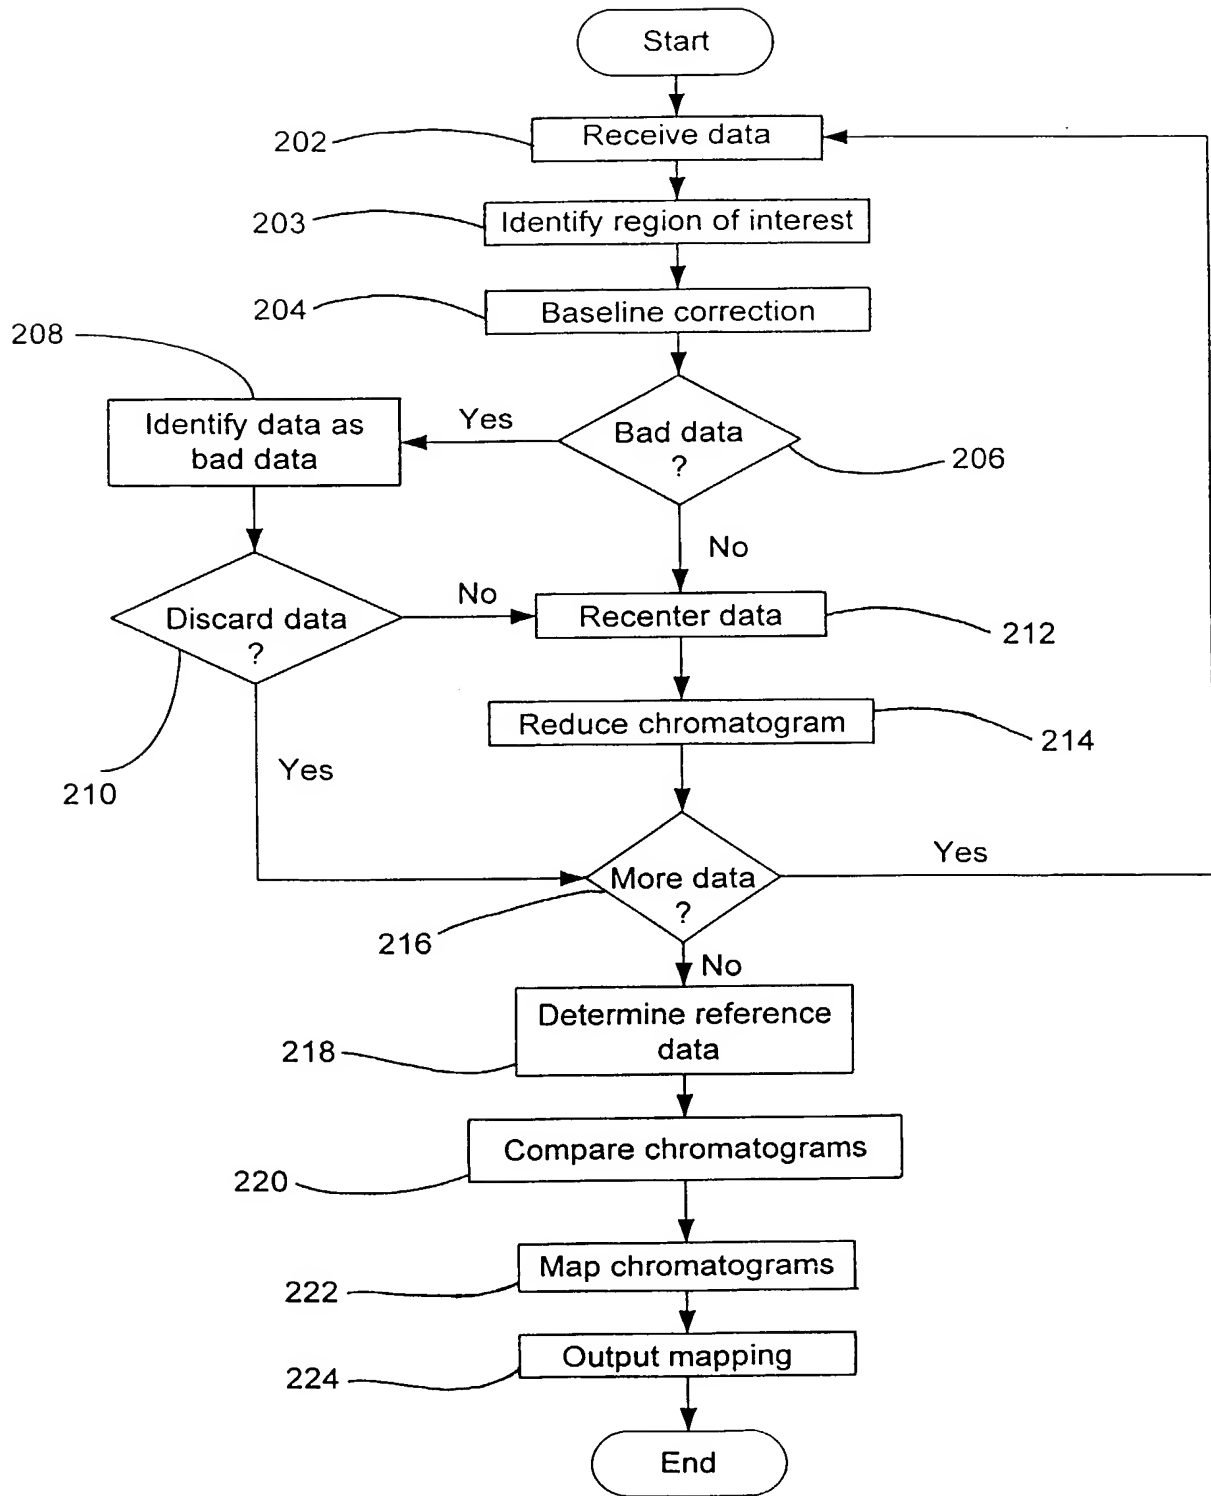 Start
202
Receive data
203
Identify region of interest
204
Baseline correction
208
Identify data as
bad data
Yes
Bad data
?
206
No
Discard data
?
No
Recenter data
212
210
Yes
Reduce chromatogram
214
More data
?
Yes
216
No
218
Determine reference
data
220
Compare chromatograms
222
Map chromatograms
224
Output mapping
End